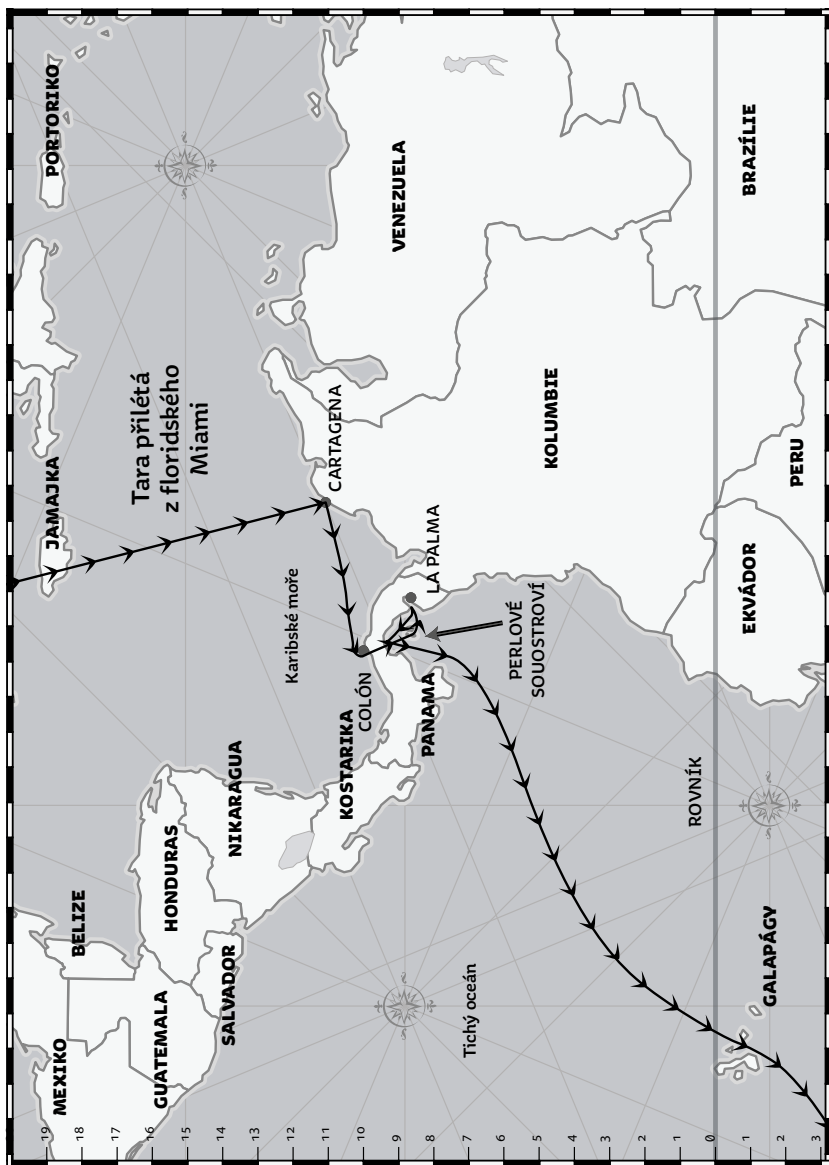 19
18
17
16
15
14
13
12
11
10
9
8
7
6
5
4
3
2
1
0
1
2
3
MEXIKO
BELIZE
JAMAJKA
PORTORIKO
GUATEMALA
HONDURAS
SALVADOR
NIKARAGUA
Tara přilétá
z floridského
Miami
Karibské moře
KOSTARIKA
COLÓN
CARTAGENA
VENEZUELA
PANAMA
LA PALMA
Tichý oceán
PERLOVÉ
SOUOSTROVÍ
KOLUMBIE
ROVNÍK
EKVÁDOR
BRAZÍLIE
GALAPÁGY
PERU